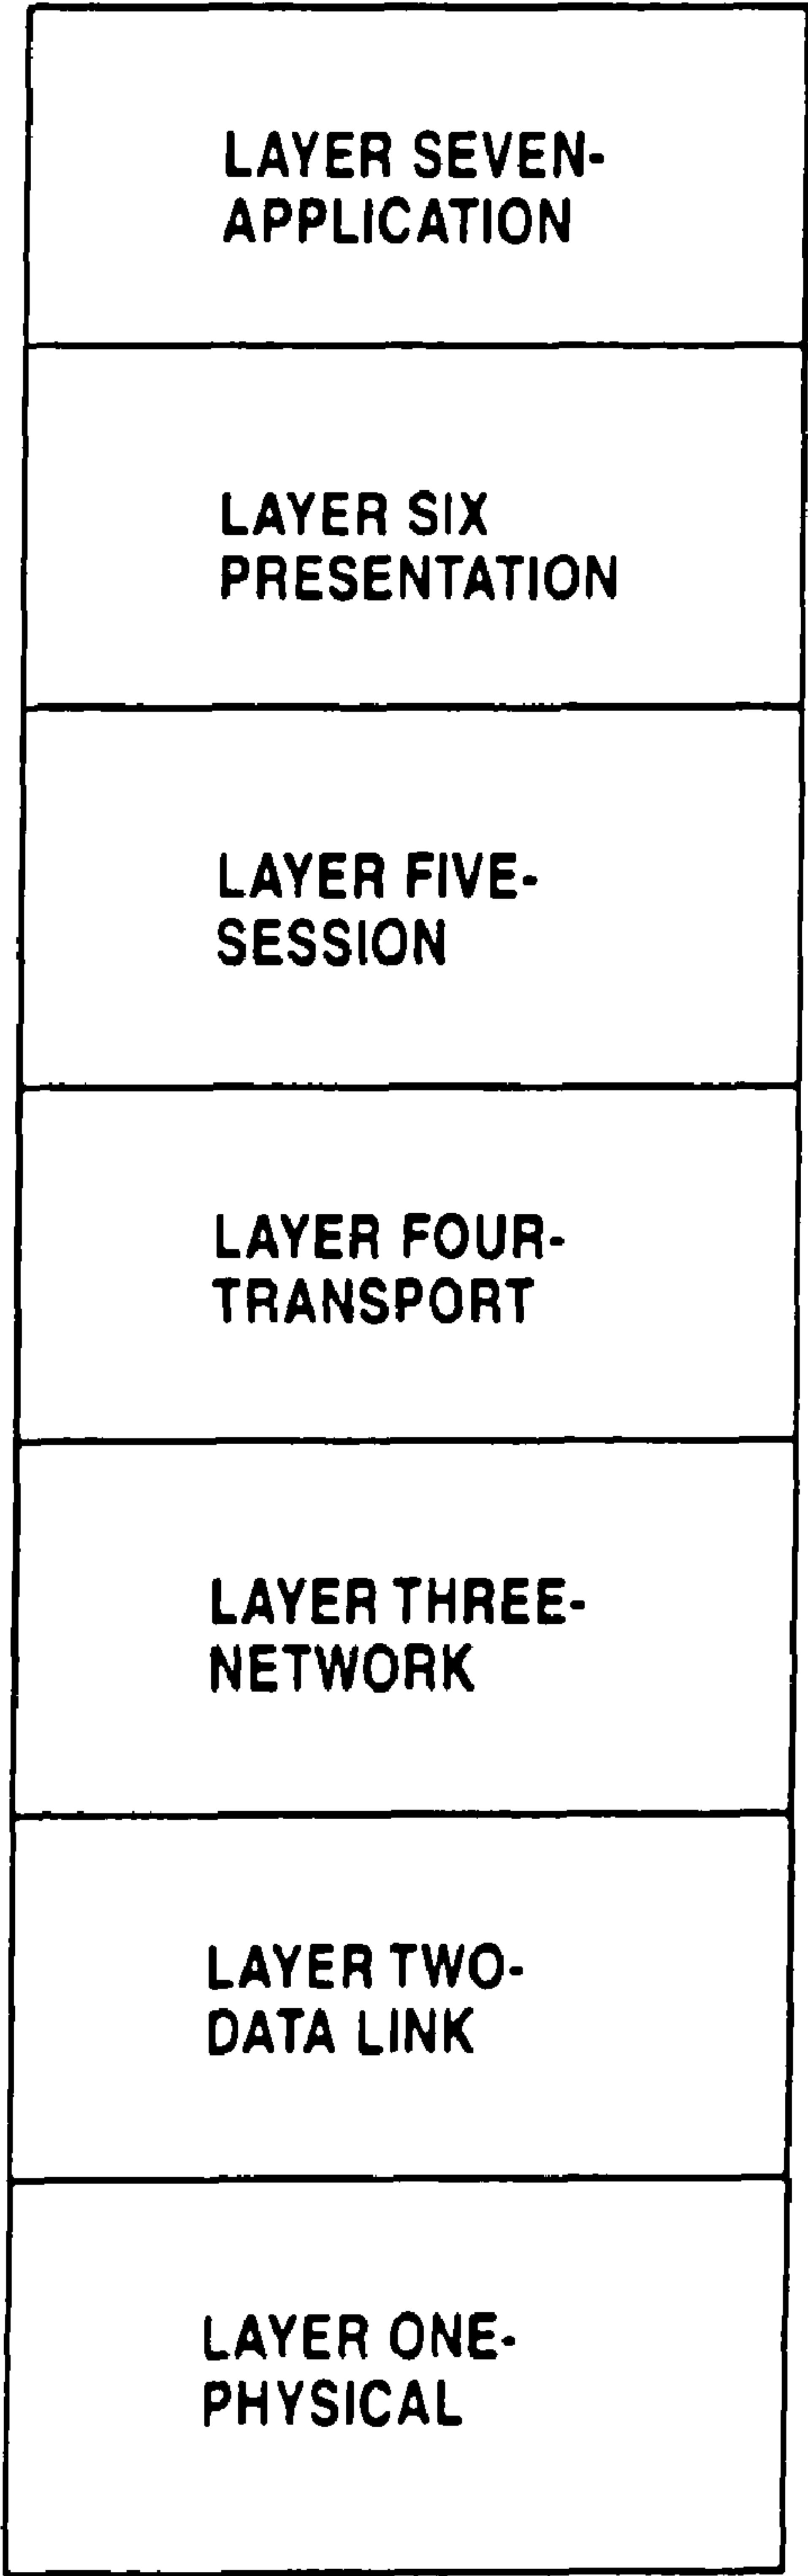 LAYER SEVEN-
APPLICATION
LAYER SIX
PRESENTATION
LAYER FIVE-
SESSION
LAYER FOUR-
TRANSPORT
LAYER THREE-
NETWORK
LAYER TWO-
DATA LINK
LAYER ONE-
PHYSICAL